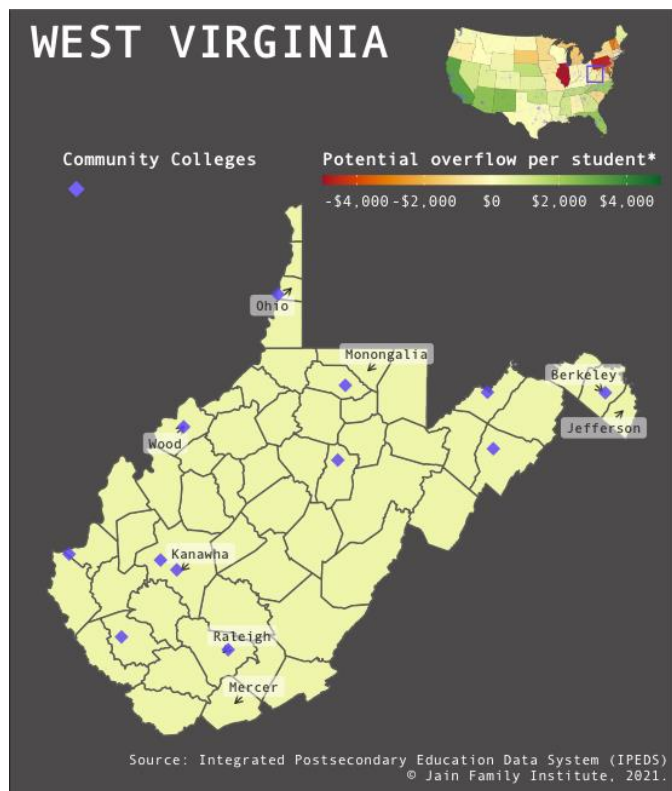 WEST VIRGINIA
Community Colleges
Potential overflow per student*
-$4,000 -$2,000 $0 $2,000 $4,000
Ohio
Monongalia
Berkeley
Jefferson
Wood
Kanawha
Raleigh
Mercer
Source: Integrated Postsecondary Education Data System (IPEDS)
© Jain Family Institute, 2021.